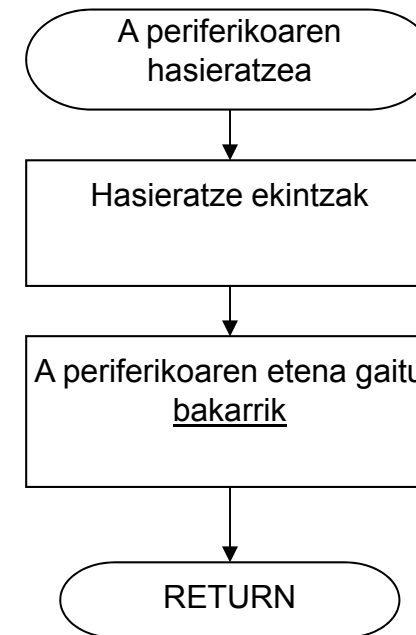 A periferikoaren
hasieratzea
Hasieratze ekintzak
A periferikoaren etena gaitu
bakarrik
RETURN